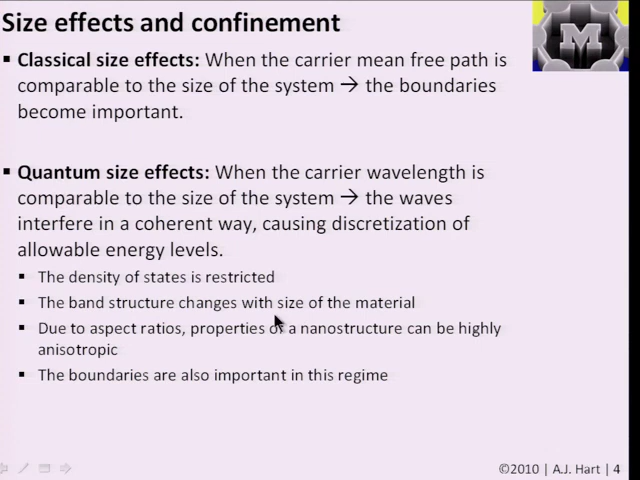 Size effects and confinement
▪ Classical size effects: When the carrier mean free path is
comparable to the size of the system → the boundaries
become important.
▪ Quantum size effects: When the carrier wavelength is
comparable to the size of the system → the waves
interfere in a coherent way, causing discretization of
allowable energy levels.
▪ The density of states is restricted
▪ The band structure changes with size of the material
▪ Due to aspect ratios, properties of a nanostructure can be highly
anisotropic
▪ The boundaries are also important in this regime
M
©2010 | A.J. Hart | 4